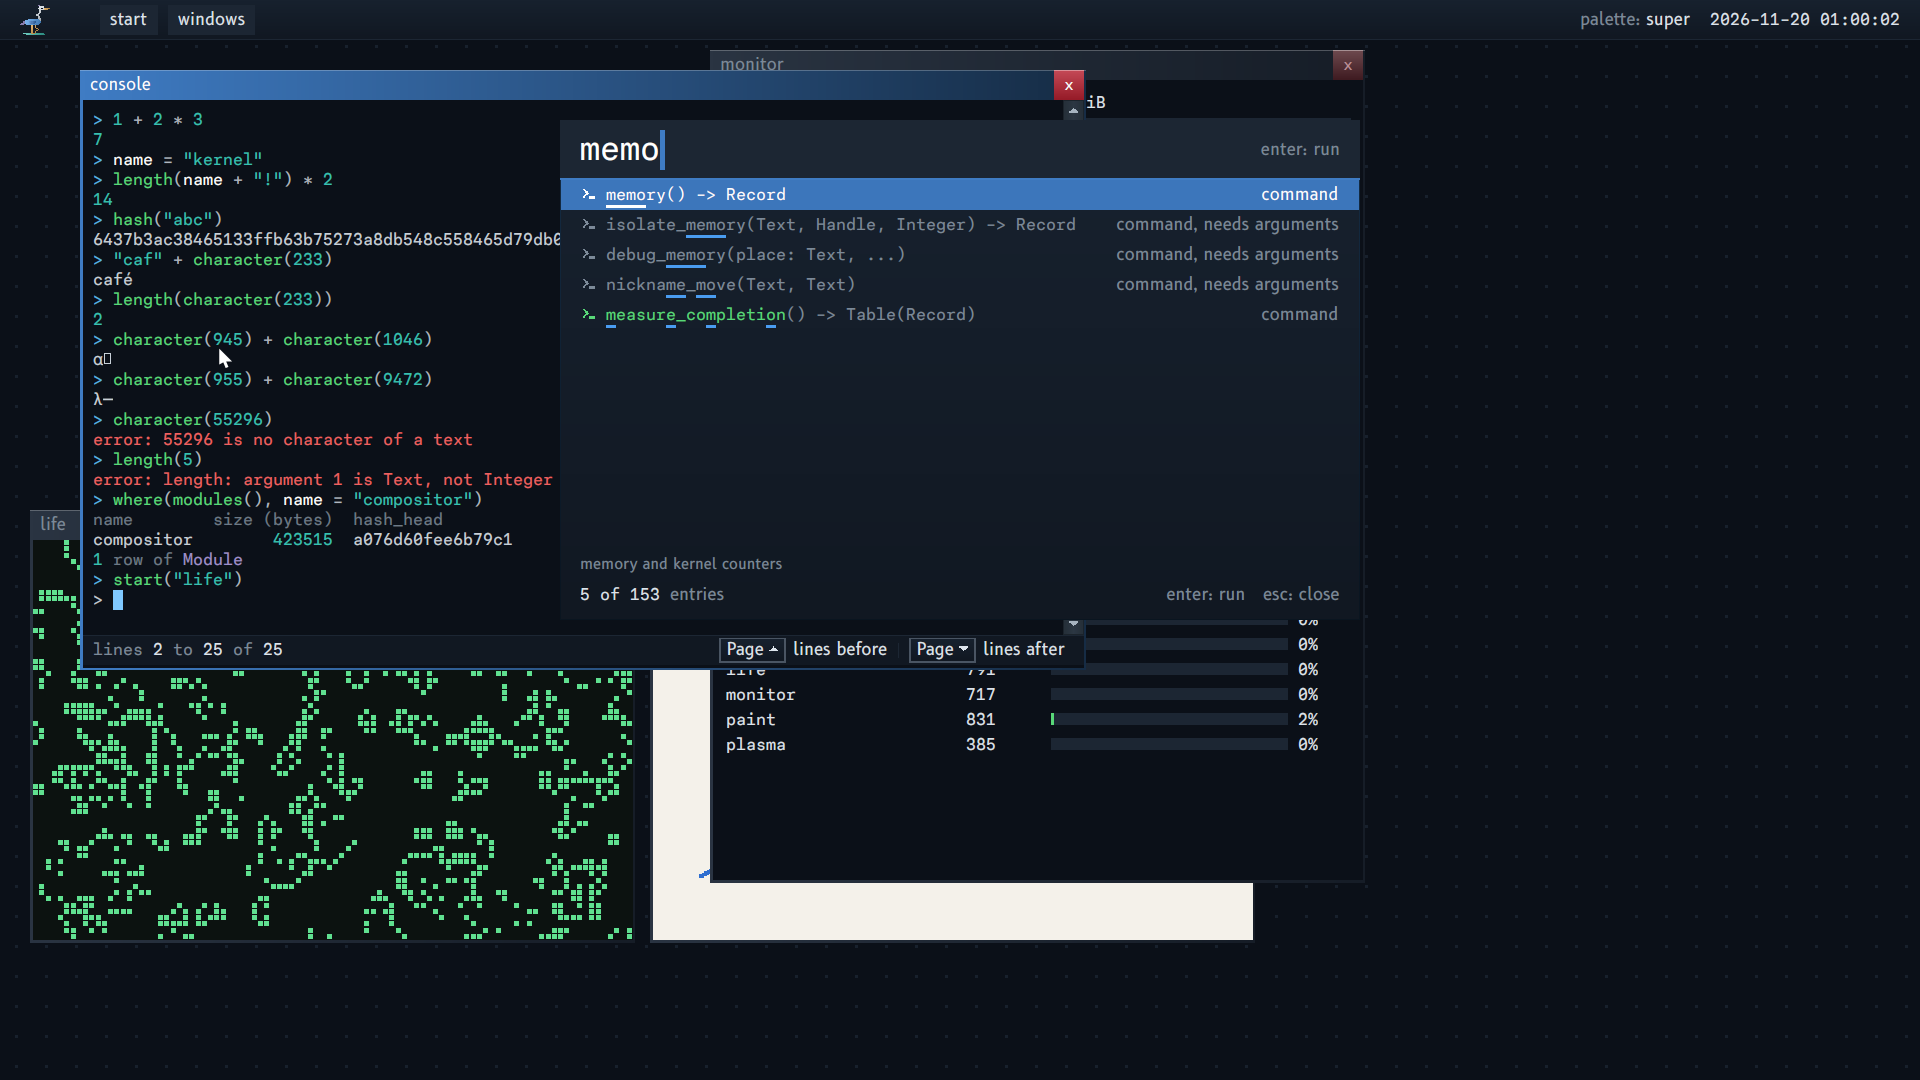 start windows palette: super 2026-11-20 01:00:02
monitor x
console x
iB
> 1 + 2 * 3
7
> name = "kernel"
> length(name + "!") * 2
14
> hash("abc")
6437b3ac38465133ffb63b75273a8db548c558465d79db
> "caf" + character(233)
café
> length(character(233))
2
> character(945) + character(1046)
α
> character(955) + character(9472)
λ─
> character(55296)
error: 55296 is no character of a text
> length(5)
error: length: argument 1 is Text, not Integer
> where(modules(), name = "compositor")
name size (bytes) hash_head
compositor 423515 a076d60fee6b79c1
1 row of Module
> start("life")
>
lines 2 to 25 of 25 Page lines before Page lines after
memo enter: run
memory() -> Record command
isolate_memory(Text, Handle, Integer) -> Record command, needs arguments
debug_memory(place: Text, ...) command, needs arguments
nickname_move(Text, Text) command, needs arguments
measure_completion() -> Table(Record) command
memory and kernel counters
5 of 153 entries enter: run esc: close
life
0%
0%
life 791 0%
monitor 717 0%
paint 831 2%
plasma 385 0%